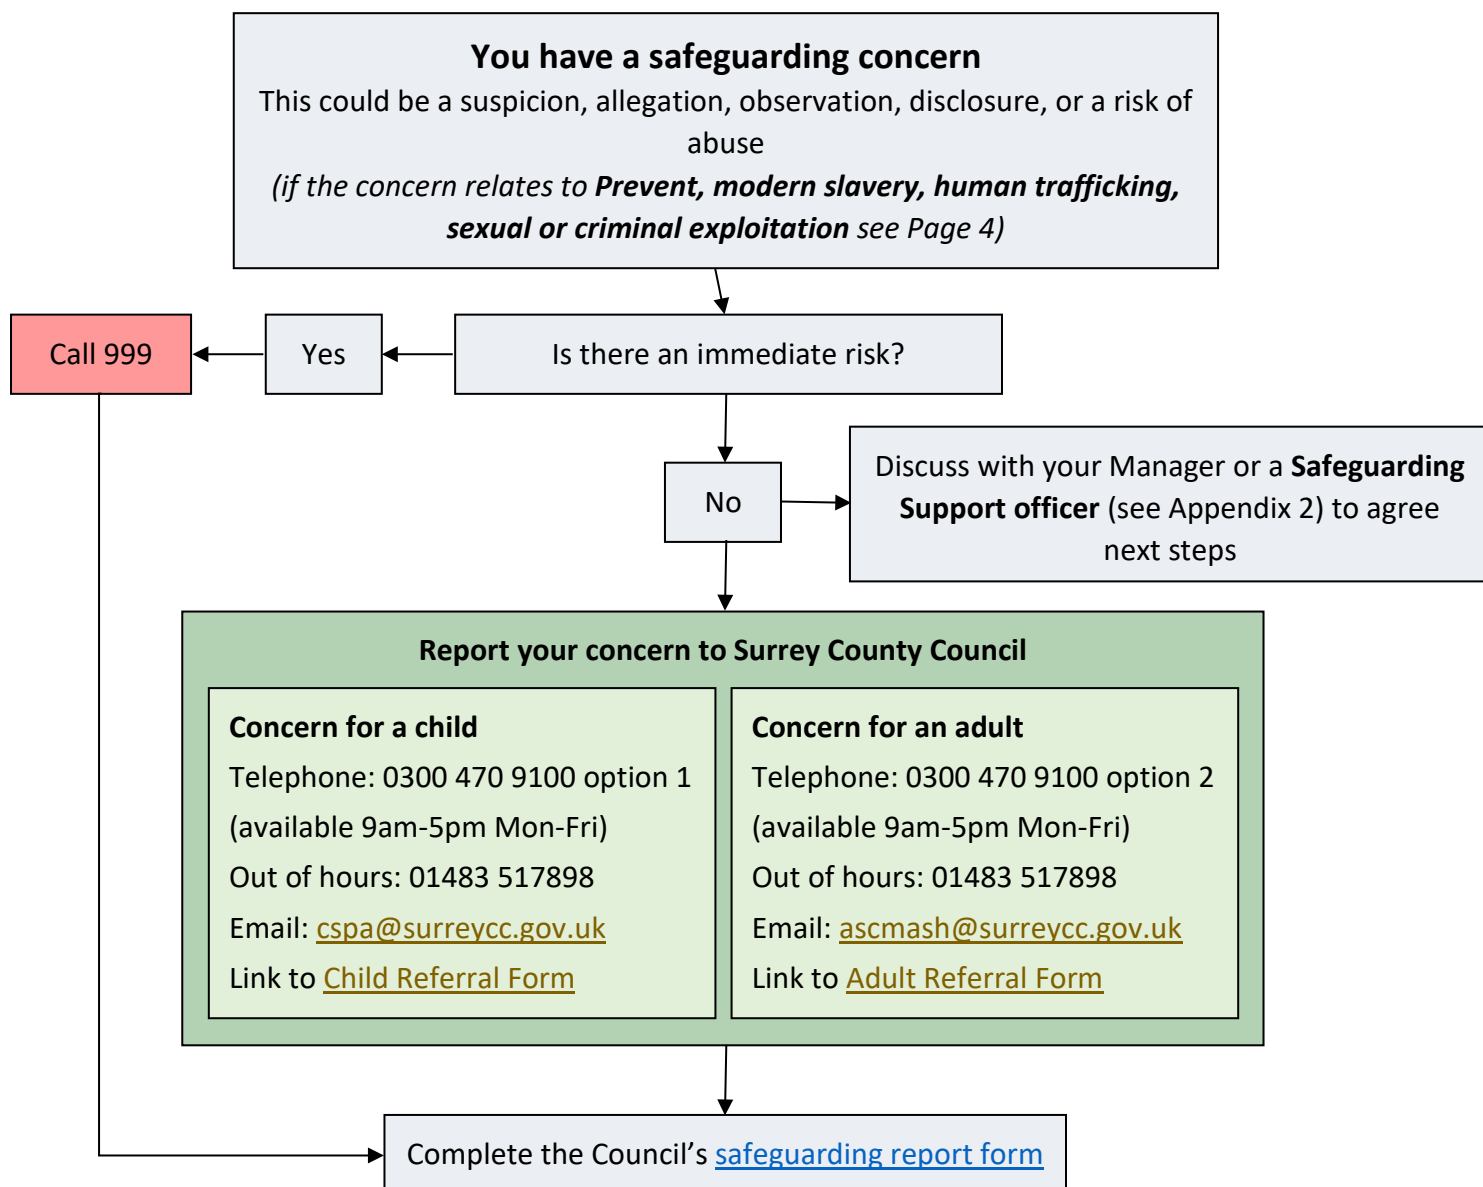 You have a safeguarding concern
This could be a suspicion, allegation, observation, disclosure, or a risk of
abuse
(if the concern relates to Prevent, modern slavery, human trafficking,
sexual or criminal exploitation see Page 4)
Call 999
Yes
Is there an immediate risk?
No
Discuss with your Manager or a Safeguarding
Support officer (see Appendix 2) to agree
next steps
Report your concern to Surrey County Council
Concern for a child
Telephone: 0300 470 9100 option 1
(available 9am-5pm Mon-Fri)
Out of hours: 01483 517898
Email: cspa@surreycc.gov.uk
Link to Child Referral Form
Concern for an adult
Telephone: 0300 470 9100 option 2
(available 9am-5pm Mon-Fri)
Out of hours: 01483 517898
Email: ascmash@surreycc.gov.uk
Link to Adult Referral Form
Complete the Council’s safeguarding report form